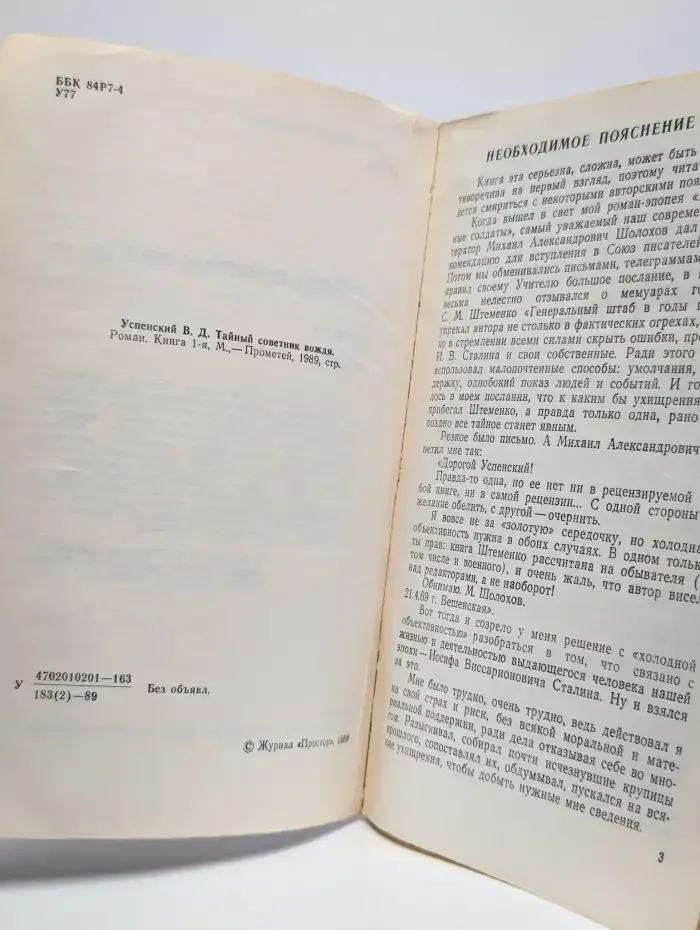 ББК 84Р7-4
У77
Успенский В. Д. Тайный советник вождя.
Роман. Книга 1-я, М.,— Прометей, 1989, стр.
У 4702010201—163
183(2)—89
Без объявл.
© Журнал «Простор», 1988
НЕОБХОДИМОЕ ПОЯСНЕНИЕ
Книга эта серьезна, сложна, может быть
тиворечива на первый взгляд, поэтому чита
дется смириться с некоторыми авторскими поя
Когда вышел в свет мой роман-эпопея
ные солдаты», самый уважаемый наш совреме
тератор Михаил Александрович Шолохов дал
комендацию для вступления в Союз писателей
Потом мы обменивались письмами, телеграммам
правил своему Учителю большое послание, в
весьма нелестно отзывался о мемуарах ге
С. М. Штеменко «Генеральный штаб в годы
упрекал автора не столько в фактических огрехах,
ко в стремлении всеми силами скрыть ошибки, пр
И. В. Сталина и свои собственные. Ради этого
использовал малопочтенные способы: умолчания,
держку, однобокий показ людей и событий. И го
лось в моем послании, что к каким бы ухищрения
прибегал Штеменко, а правда только одна, рано
поздно все тайное станет явным.
Резкое было письмо. А Михаил Александрович
ветил мне так:
«Дорогой Успенский!
Правда-то одна, но ее нет ни в рецензируемой
бой книге, ни в самой рецензии... С одной стороны
желание обелить, с другой — очернить.
Я вовсе не за «золотую» середочку, но холодна
объективность нужна в обоих случаях. В одном тольк
ты прав: книга Штеменко рассчитана на обывателя (
том числе и военного), и очень жаль, что автор висел
над редакторами, а не наоборот!
Обнимаю. М. Шолохов.
21.4.69 г. Вешенская».
Вот тогда и созрело у меня решение с «холодной
объективностью» разобраться в том, что связано с
жизнью и деятельностью выдающегося человека нашей
эпохи — Иосифа Виссарионовича Сталина. Ну и взялся
за это.
Мне было трудно, очень трудно, ведь действовал я
на свой страх и риск, без всякой моральной и мате-
риальной поддержки, ради дела отказывая себе во мно-
гом. Разыскивал, собирал почти исчезнувшие крупицы
прошлого, сопоставлял их, обдумывал, пускался на вся-
кие ухищрения, чтобы добыть нужные мне сведения.
3